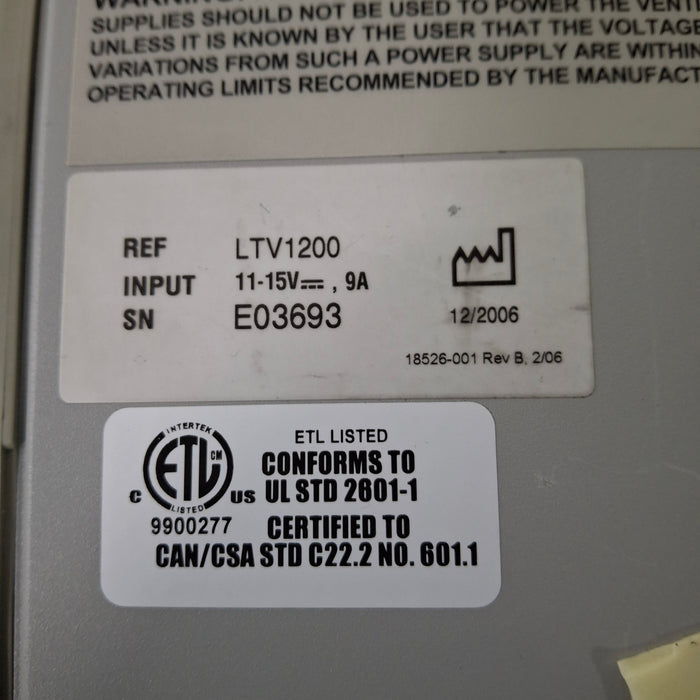 SUPPLIES SHOULD NOT BE USED TO POWER THE
UNLESS IT IS KNOWN BY THE USER THAT THE VOLTAGE
VARIATIONS FROM SUCH A POWER SUPPLY ARE WITHIN
OPERATING LIMITS RECOMMENDED BY THE
REF LTV1200
INPUT 11-15V⎓, 9A
SN E03693
12/2006
18526-001 Rev B, 2/06
INTERTEK
ETL CM
LISTED
C US
9900277
ETL LISTED
CONFORMS TO
UL STD 2601-1
CERTIFIED TO
CAN/CSA STD C22.2 NO. 601.1